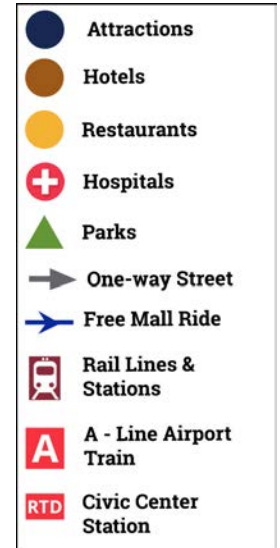 Attractions
Hotels
Restaurants
Hospitals
Parks
One-way Street
Free Mall Ride
Rail Lines &
Stations
A A - Line Airport
Train
RTD Civic Center
Station